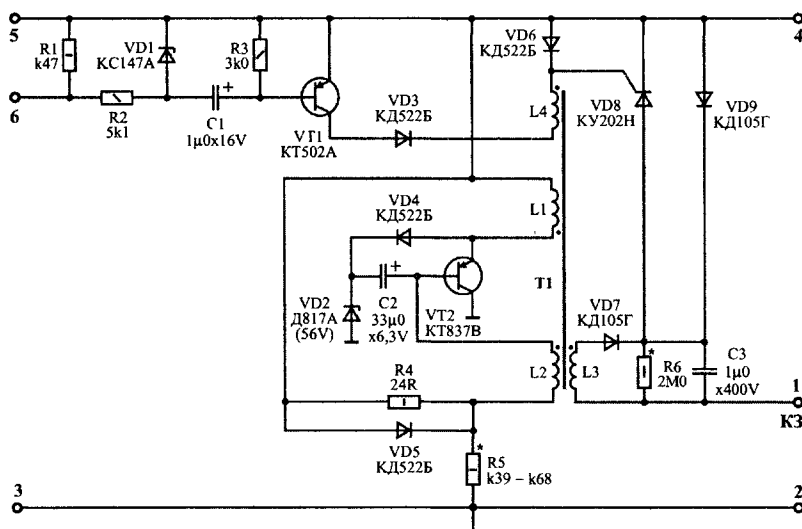 5
4
R1
k47
VD1
КС147А
R3
3k0
VD6
КД522Б
6
R2
5k1
C1
1µ0x16V
VT1
КТ502А
VD3
КД522Б
L4
VD8
КУ202Н
VD9
КД105Г
VD4
КД522Б
L1
VD2
Д817А
(56V)
C2
33µ0
x6,3V
VT2
КТ837В
T1
VD7
КД105Г
R4
24R
L2
L3
*
R6
2M0
C3
1µ0
x400V
1
КЗ
VD5
КД522Б
*
R5
k39 – k68
3
2